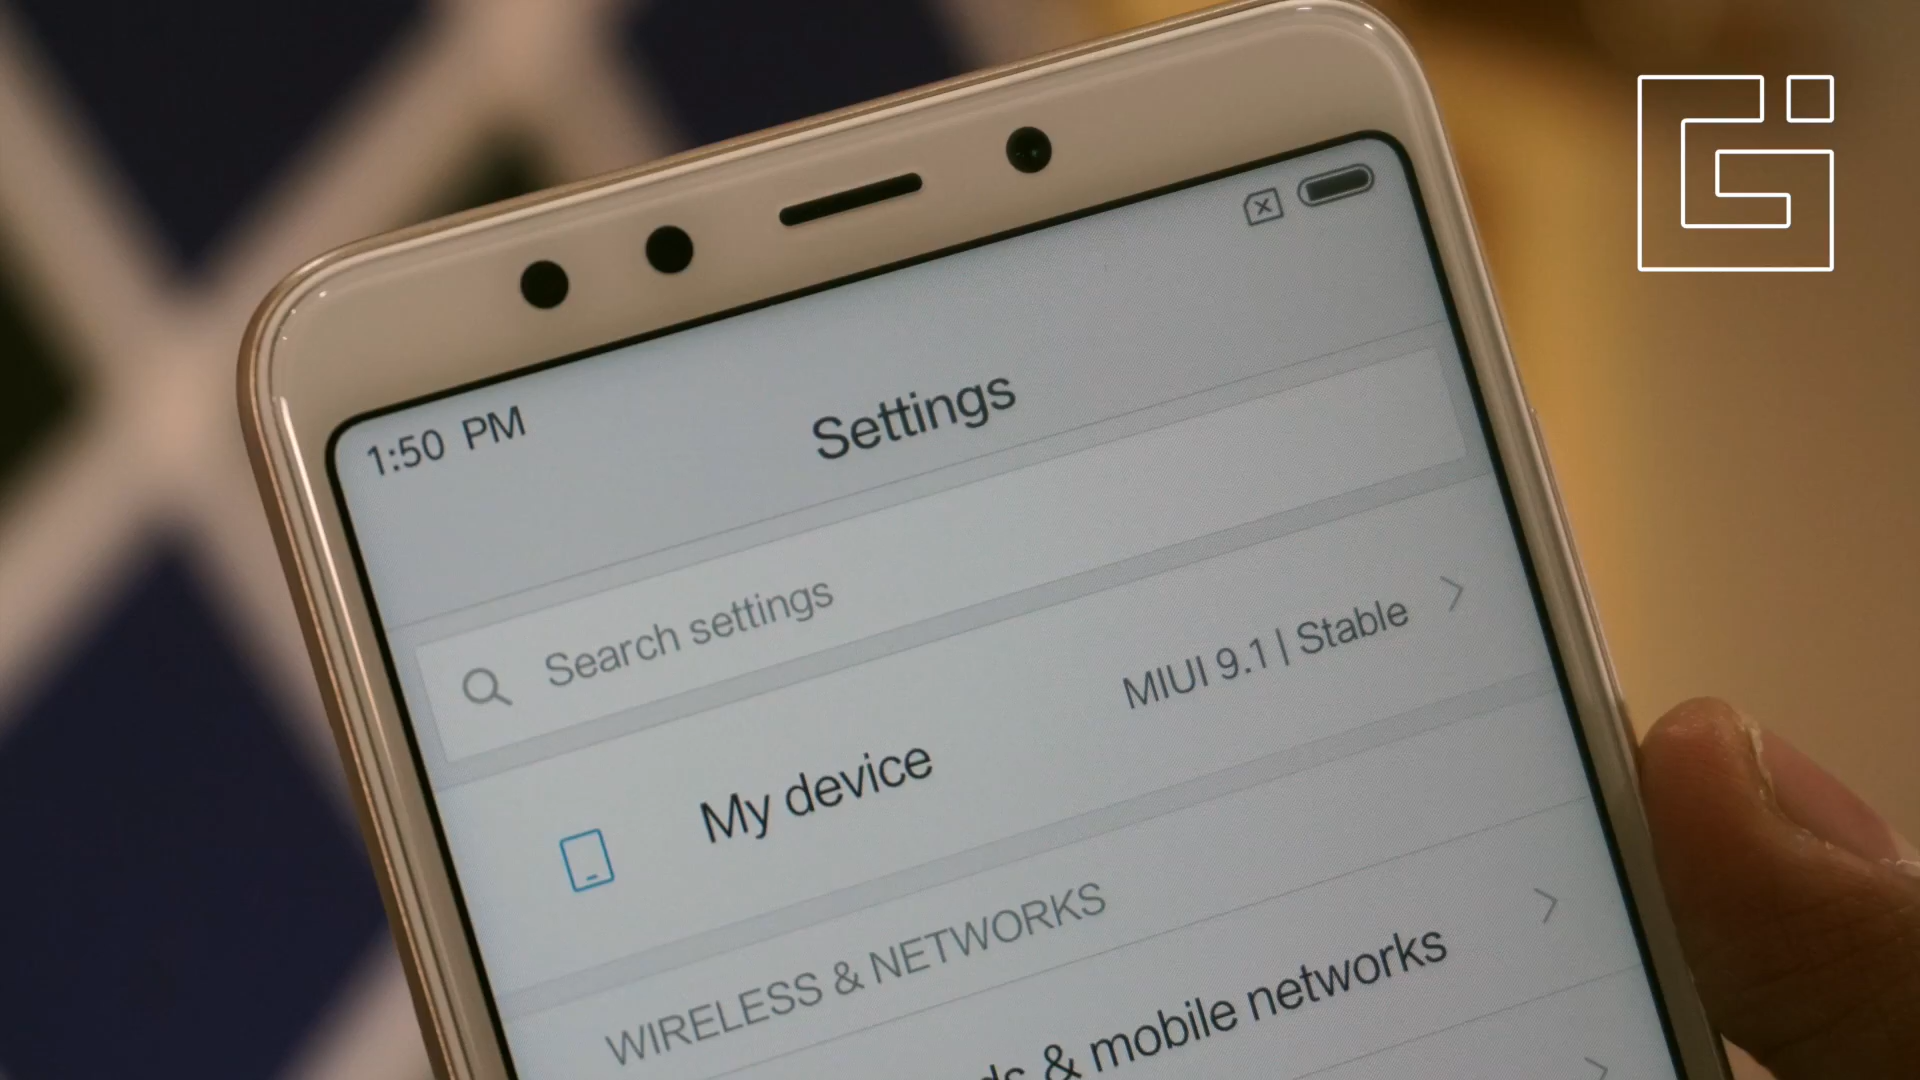 1:50 PM
Settings
Search settings
My device
MIUI 9.1 | Stable
WIRELESS & NETWORKS
& mobile networks